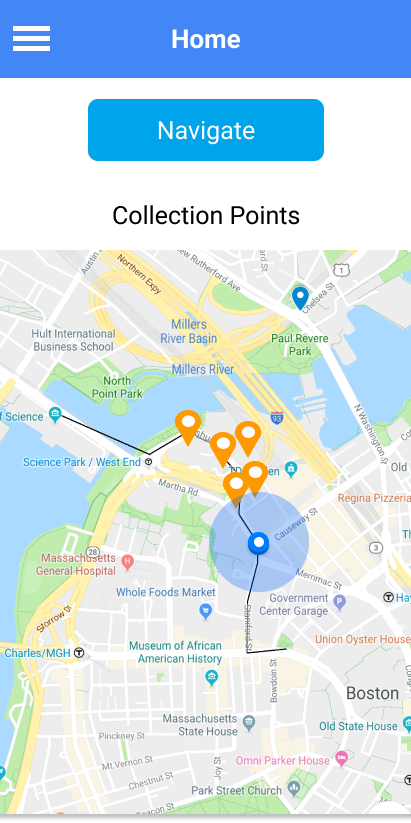 Home
Navigate
Collection Points
Northern Expy
New Rutherford Ave
1
Chelsea St
Hult International
Business School
Millers
River Basin
Paul Revere
Park
Millers River
North
Point Park
of Science
93
N Washington
Science Park / West End
Martha Rd
Regina Pizzeria
Causeway St
3
28
Massachusetts
General Hospital
Merrimac St
Whole Foods Market
Government
Center Garage
Storrow Dr
Staniford St
Union Oyster House
Charles/MGH
Museum of African
American History
Bowdoin St
Boston
Massachusetts
State House
Old State House
Pinckney St
Joy St
Mt Vernon St
Omni Parker House
Chestnut St
Park Street Church
Beacon St